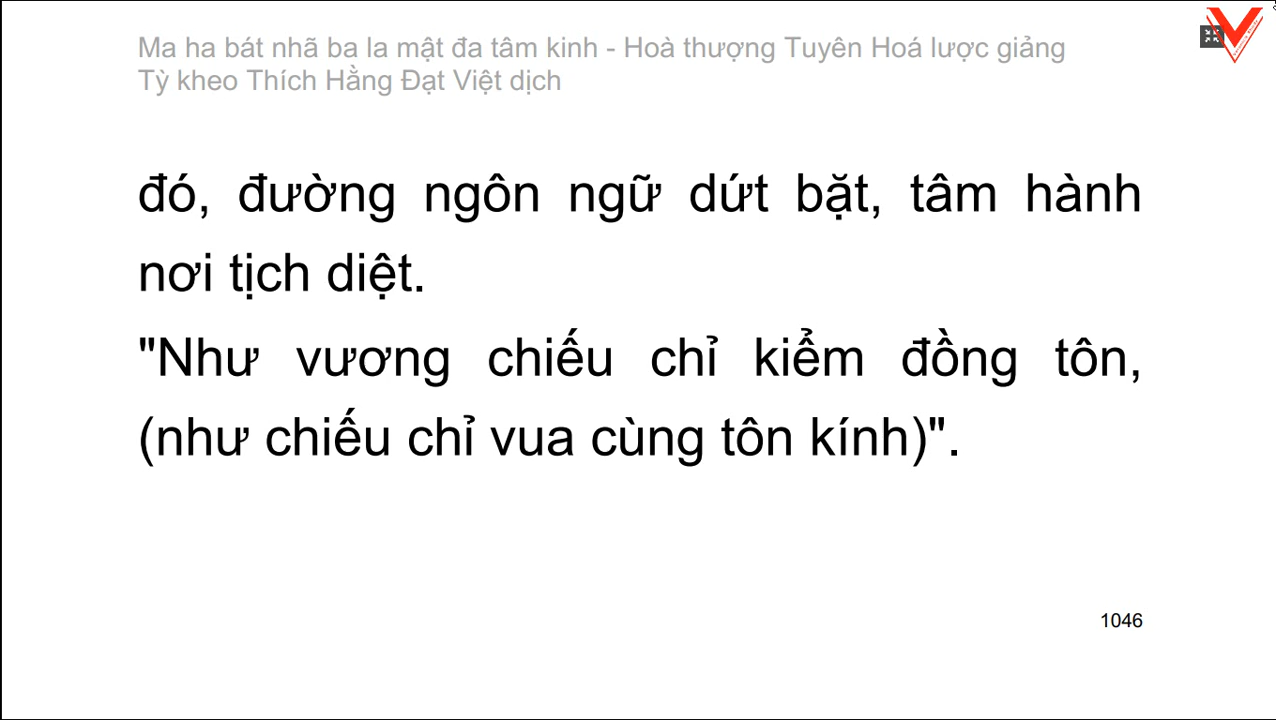 Ma ha bát nhã ba la mật đa tâm kinh - Hoà thượng Tuyên Hoá lược giảng
Tỳ kheo Thích Hằng Đạt Việt dịch
đó, đường ngôn ngữ dứt bặt, tâm hành
nơi tịch diệt.
"Như vương chiếu chỉ kiểm đồng tôn,
(như chiếu chỉ vua cùng tôn kính)".
1046